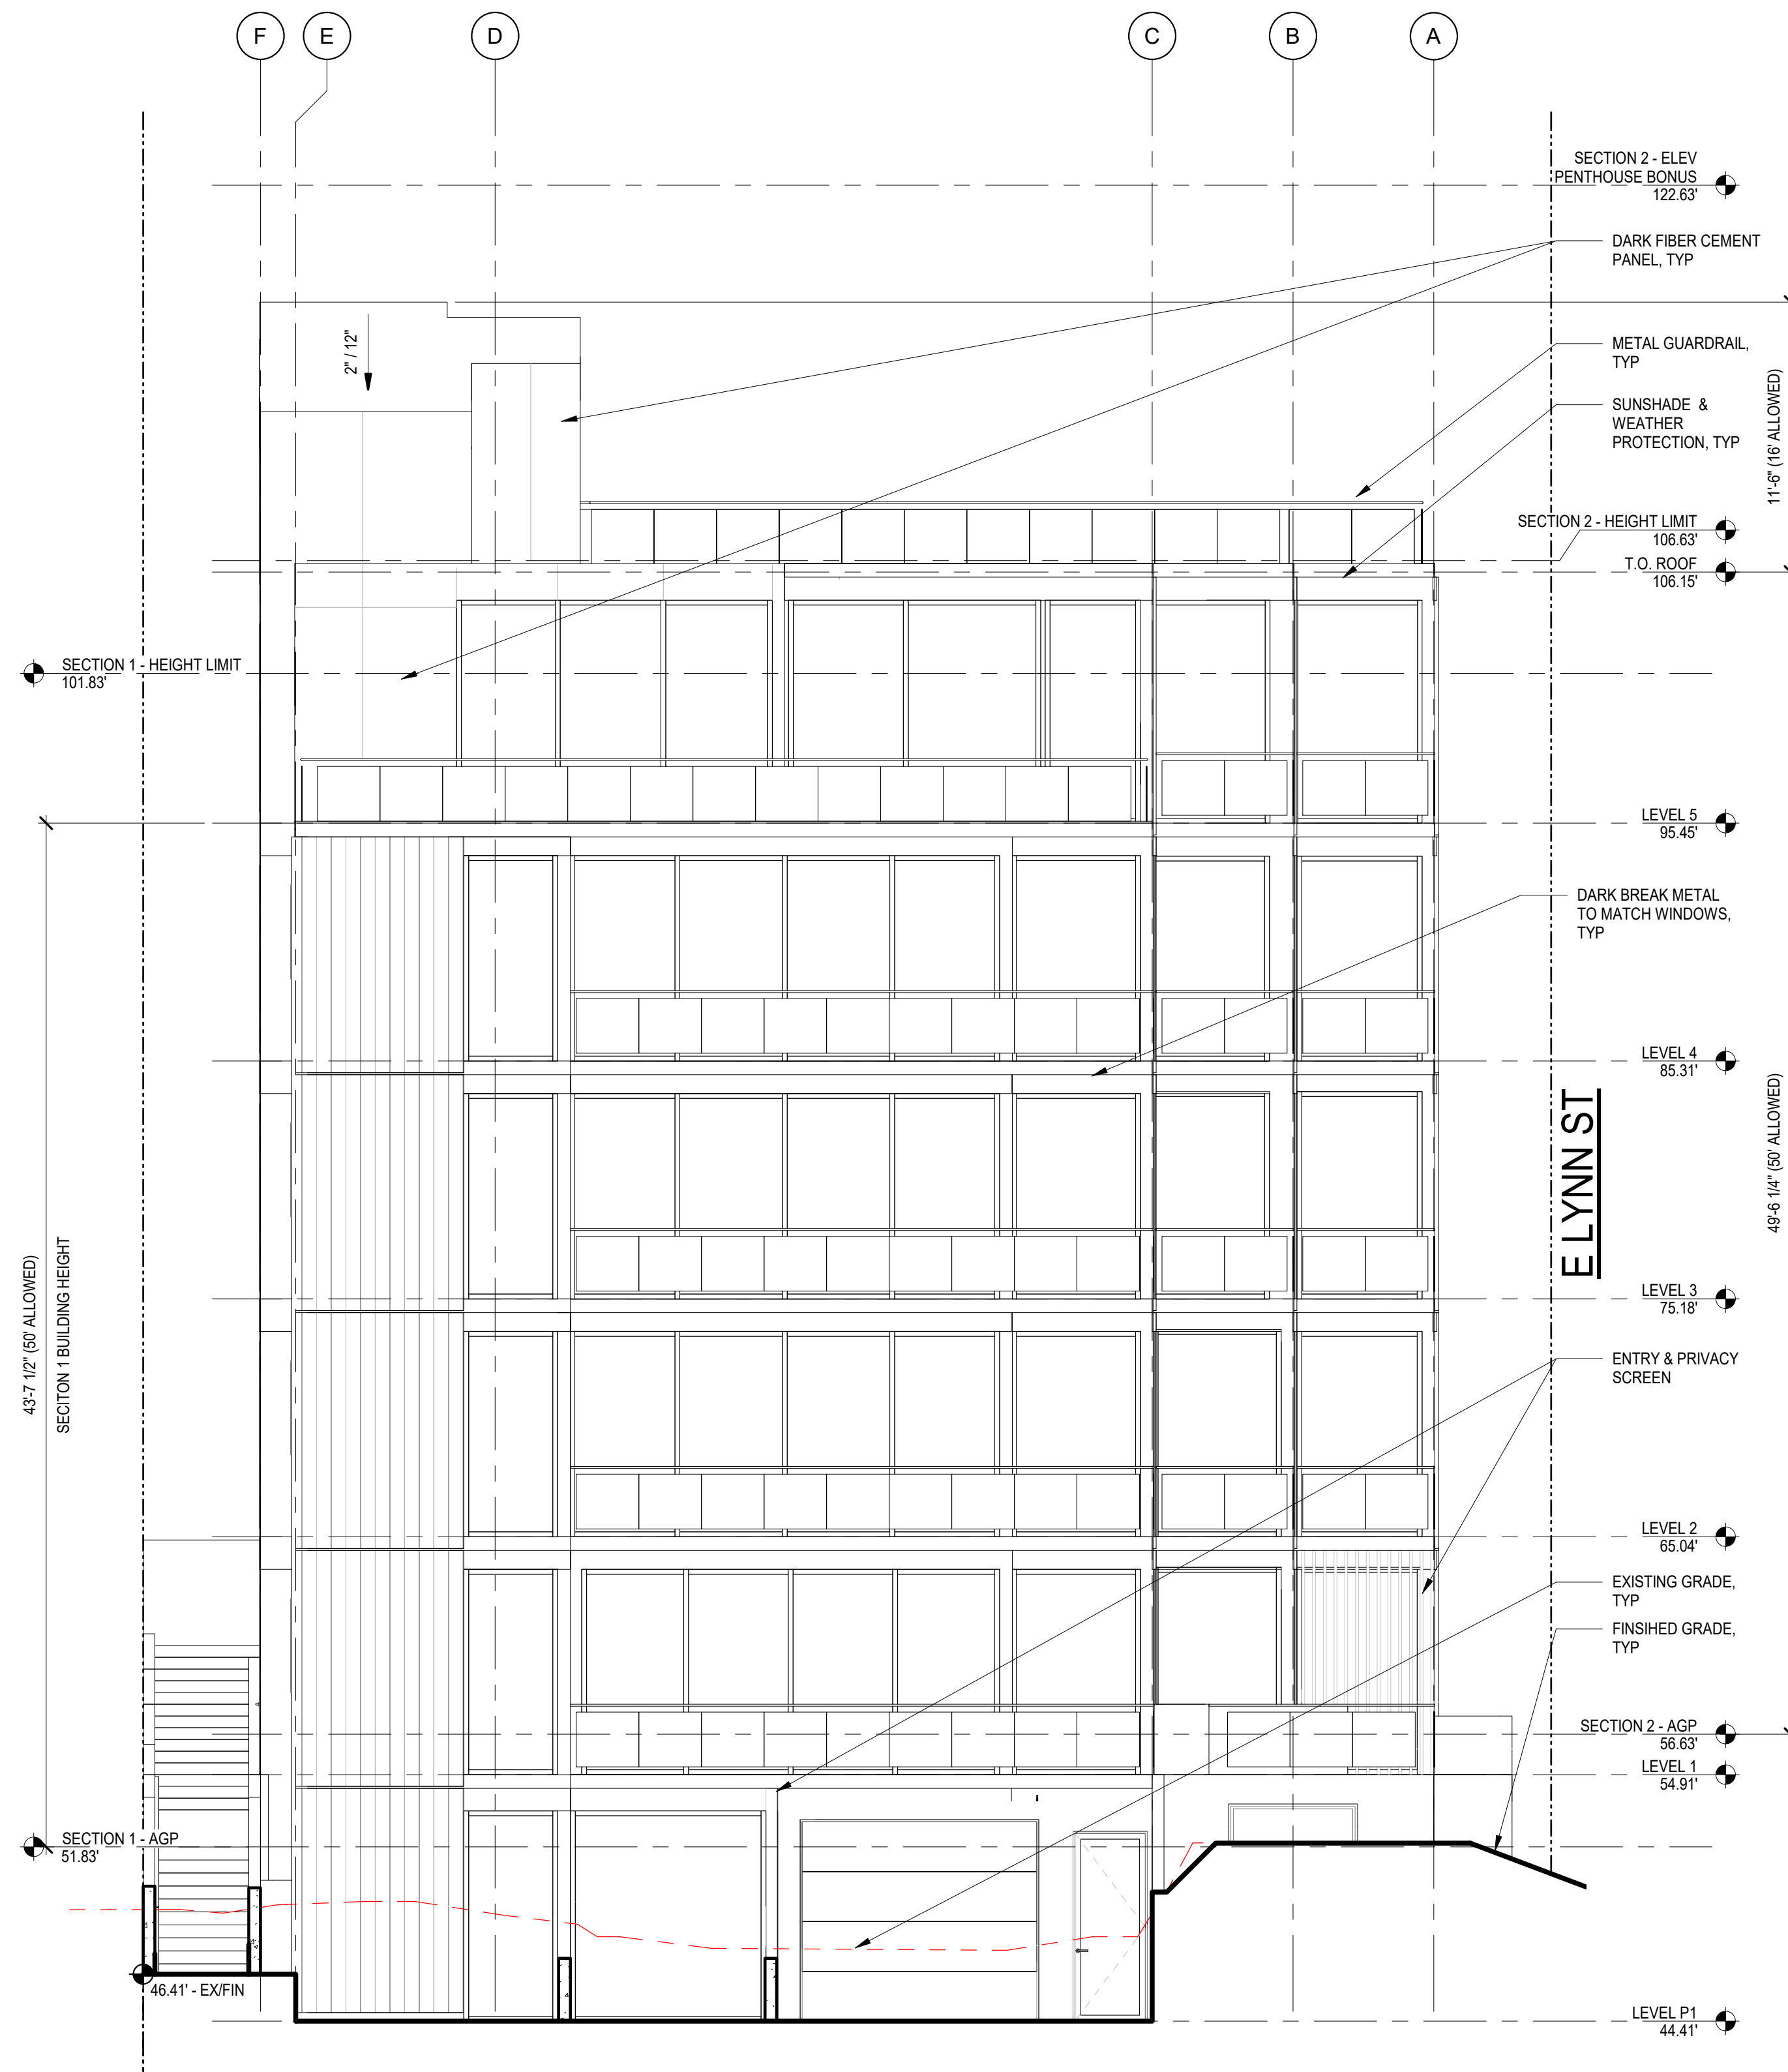 F
E
D
C
B
A
SECTION 2 - ELEV
PENTHOUSE BONUS
122.63'
DARK FIBER CEMENT
PANEL, TYP
2" / 12"
METAL GUARDRAIL,
TYP
SUNSHADE &
WEATHER
PROTECTION, TYP
11'-6" (16' ALLOWED)
SECTION 2 - HEIGHT LIMIT
106.63'
T.O. ROOF
106.15'
SECTION 1 - HEIGHT LIMIT
101.83'
LEVEL 5
95.45'
DARK BREAK METAL
TO MATCH WINDOWS,
TYP
LEVEL 4
85.31'
E LYNN ST
49'-6 1/4" (50' ALLOWED)
43'-7 1/2" (50' ALLOWED)
SECITON 1 BUILDING HEIGHT
LEVEL 3
75.18'
ENTRY & PRIVACY
SCREEN
LEVEL 2
65.04'
EXISTING GRADE,
TYP
FINSIHED GRADE,
TYP
SECTION 2 - AGP
56.63'
LEVEL 1
54.91'
SECTION 1 - AGP
51.83'
46.41' - EX/FIN
LEVEL P1
44.41'